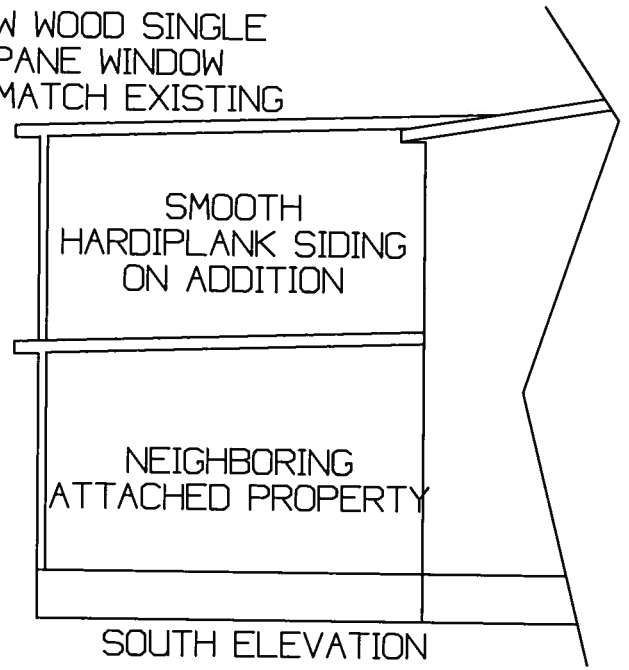 W WOOD SINGLE
PANE WINDOW
MATCH EXISTING
SMOOTH
HARDIPLANK SIDING
ON ADDITION
NEIGHBORING
ATTACHED PROPERTY
SOUTH ELEVATION